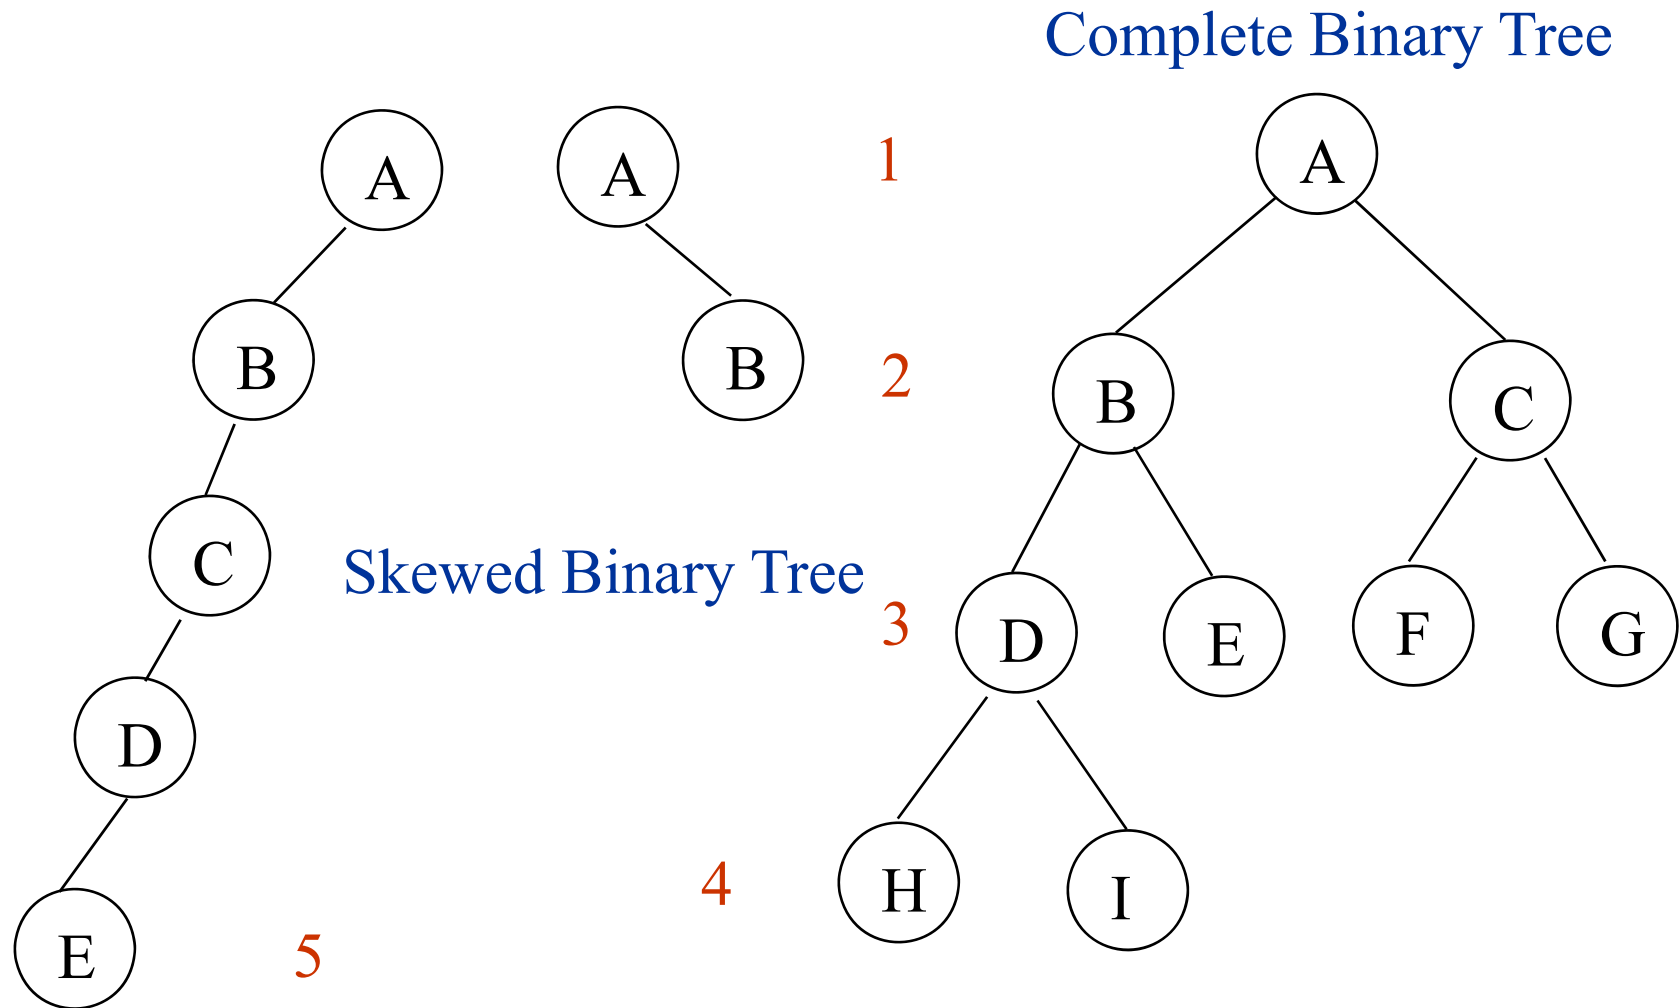 Complete Binary Tree
A A 1 A
B B 2 B C
C Skewed Binary Tree 3 D E F G
D
4 H I
E 5